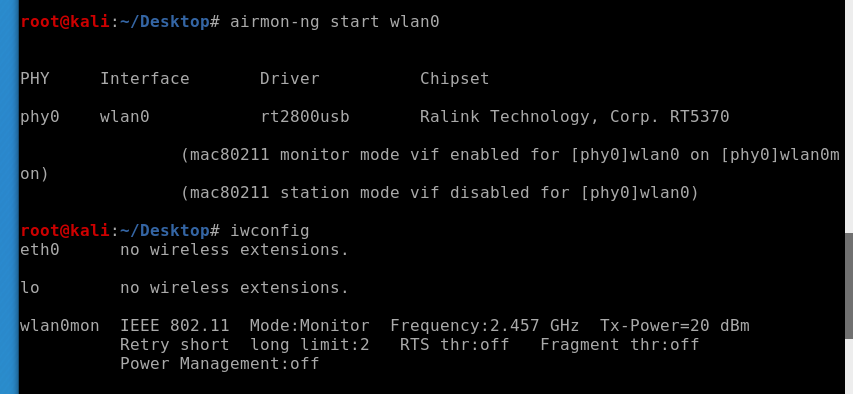 root@kali:~/Desktop# airmon-ng start wlan0
PHY     Interface       Driver          Chipset
phy0    wlan0           rt2800usb       Ralink Technology, Corp. RT5370
                (mac80211 monitor mode vif enabled for [phy0]wlan0 on [phy0]wlan0m
on)
                (mac80211 station mode vif disabled for [phy0]wlan0)
root@kali:~/Desktop# iwconfig
eth0      no wireless extensions.
lo        no wireless extensions.
wlan0mon  IEEE 802.11  Mode:Monitor  Frequency:2.457 GHz  Tx-Power=20 dBm
          Retry short  long limit:2   RTS thr:off   Fragment thr:off
          Power Management:off